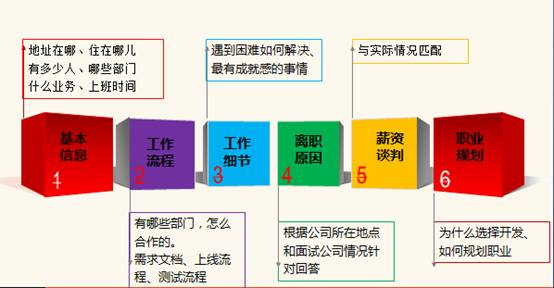 地址在哪、住在哪儿
有多少人、哪些部门
什么业务、上班时间
遇到困难如何解决、
最有成就感的事情
与实际情况匹配
基本
信息
1
工作
流程
2
工作
细节
3
离职
原因
4
薪资
谈判
5
职业
规划
6
有哪些部门，怎么
合作的。
需求文档、上线流
程、测试流程
根据公司所在地点
和面试公司情况针
对回答
为什么选择开发、
如何规划职业